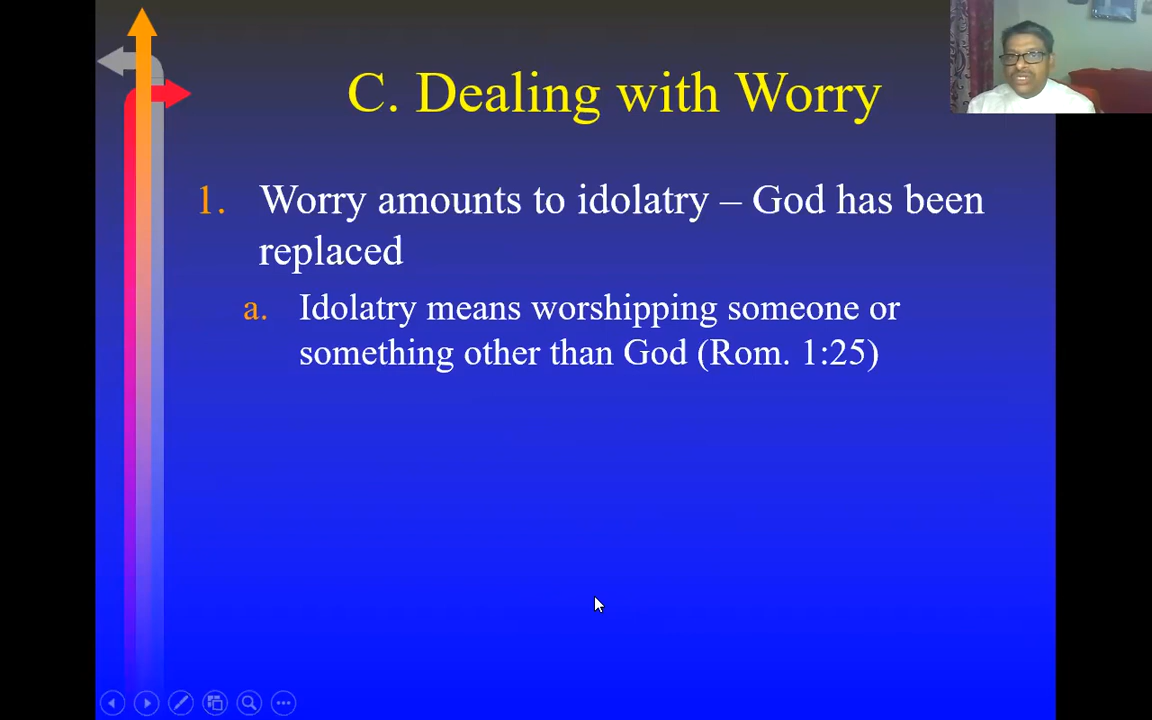 C. Dealing with Worry
1. Worry amounts to idolatry – God has been
replaced
a. Idolatry means worshipping someone or
something other than God (Rom. 1:25)